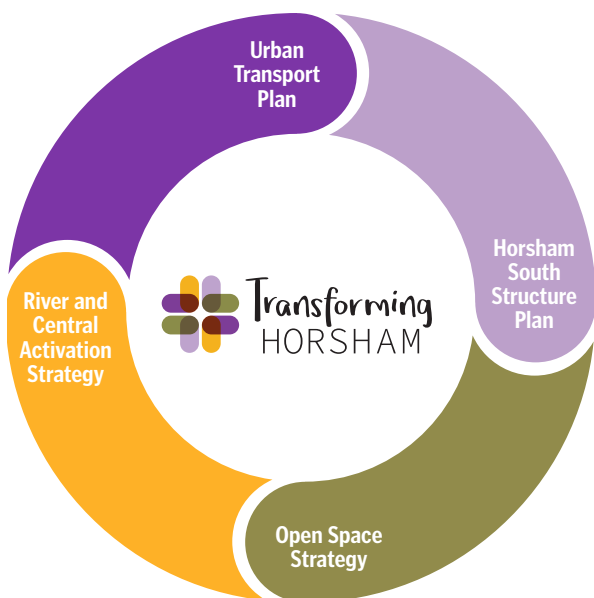 Urban
Transport
Plan
Horsham
South
Structure
Plan
River and
Central
Activation
Strategy
Transforming
HORSHAM
Open Space
Strategy